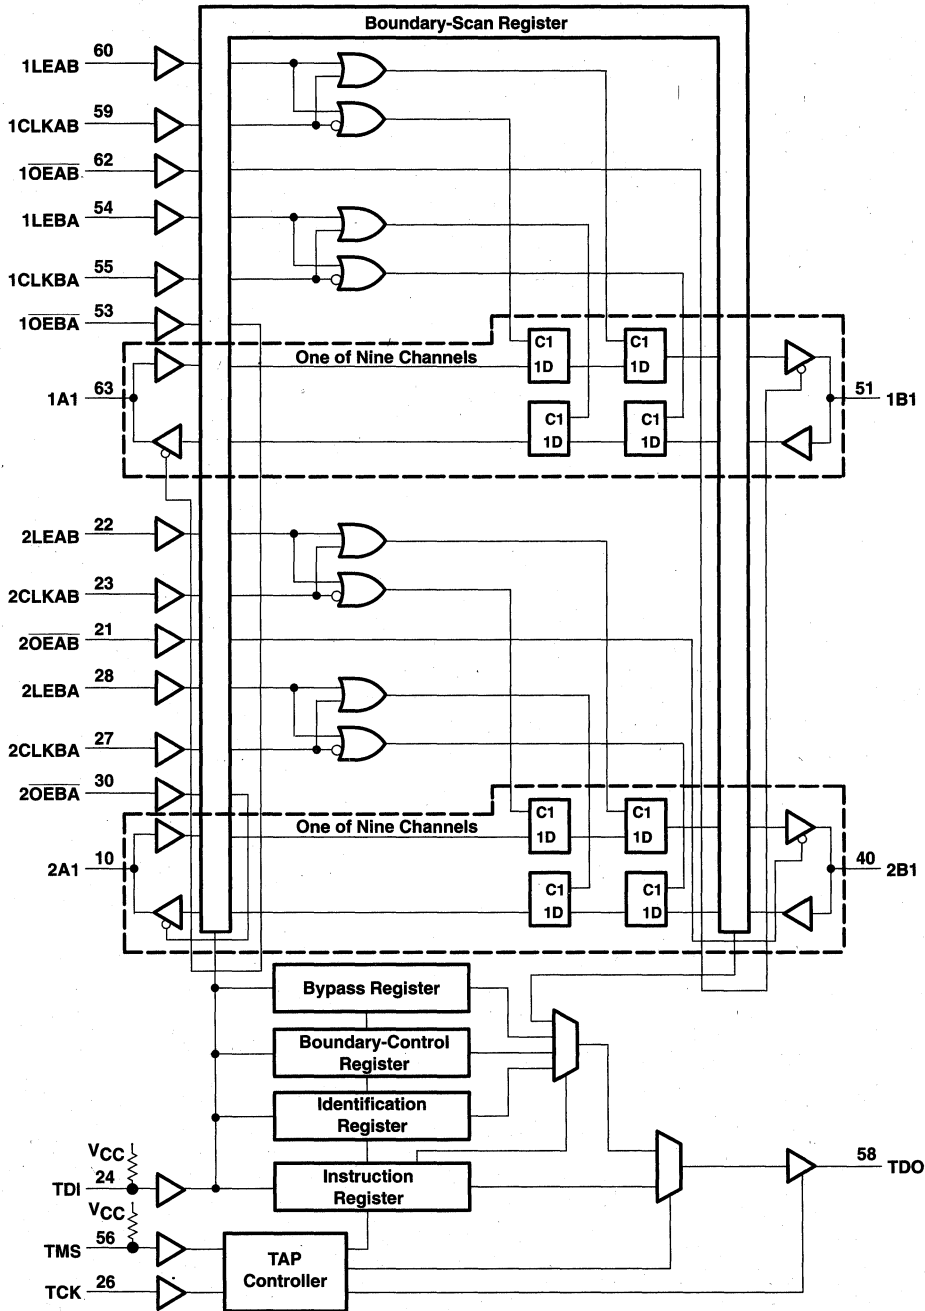 Boundary-Scan Register
1LEAB 60
1CLKAB 59
1OEAB 62
1LEBA 54
1CLKBA 55
1OEBA 53
One of Nine Channels
C1 1D
C1 1D
1A1 63
51 1B1
C1 1D
C1 1D
2LEAB 22
2CLKAB 23
2OEAB 21
2LEBA 28
2CLKBA 27
2OEBA 30
One of Nine Channels
C1 1D
C1 1D
2A1 10
40 2B1
C1 1D
C1 1D
Bypass Register
Boundary-Control
Register
Identification
Register
VCC
TDI 24
Instruction
Register
58 TDO
VCC
TMS 56
TAP
Controller
TCK 26